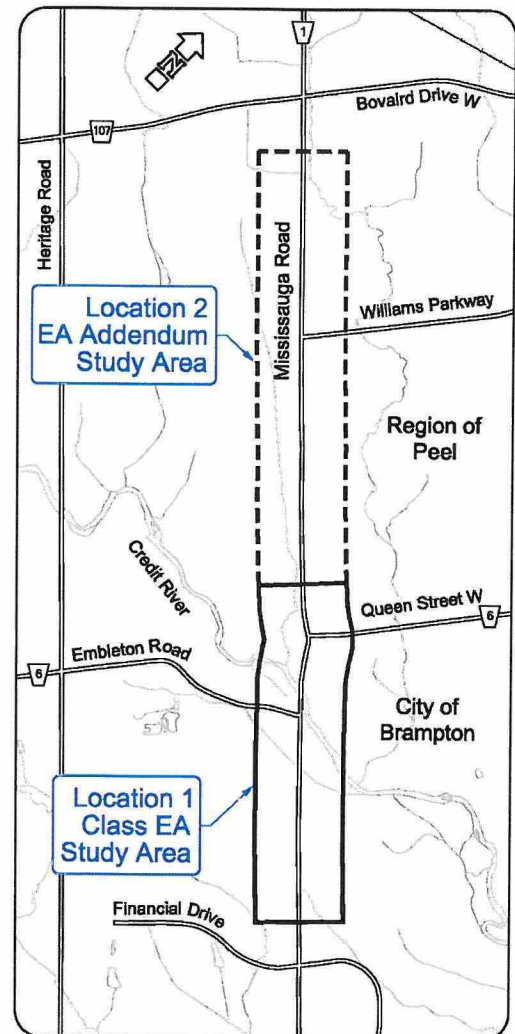 N
1
Bovaird Drive W
107
Heritage Road
Mississauga Road
Location 2
EA Addendum
Study Area
Williams Parkway
Region of
Peel
Credit River
Queen Street W
6
Embleton Road
6
City of
Brampton
Location 1
Class EA
Study Area
Financial Drive